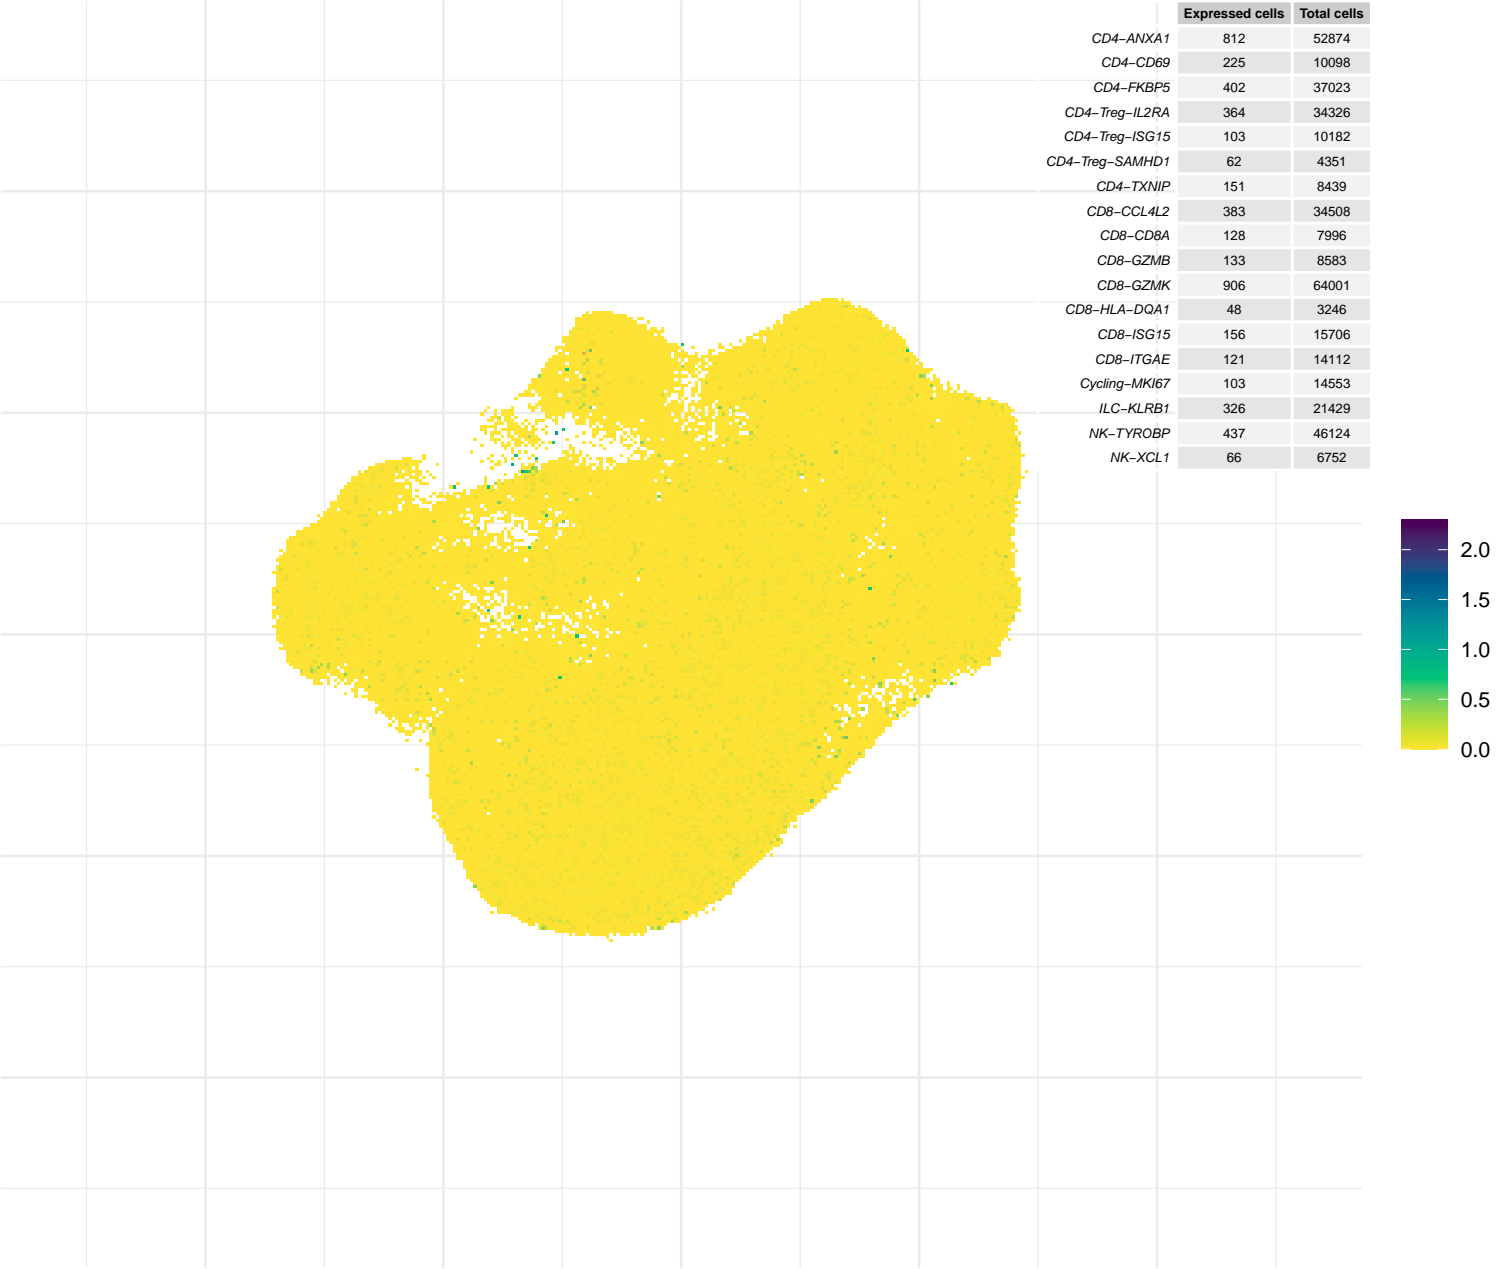 Expressed cells Total cells
CD4−ANXA1 812 52874
CD4−CD69 225 10098
CD4−FKBP5 402 37023
CD4−Treg−IL2RA 364 34326
CD4−Treg−ISG15 103 10182
CD4−Treg−SAMHD1 62 4351
CD4−TXNIP 151 8439
CD8−CCL4L2 383 34508
CD8−CD8A 128 7996
CD8−GZMB 133 8583
CD8−GZMK 906 64001
CD8−HLA−DQA1 48 3246
CD8−ISG15 156 15706
CD8−ITGAE 121 14112
Cycling−MKI67 103 14553
ILC−KLRB1 326 21429
NK−TYROBP 437 46124
NK−XCL1 66 6752
2.0
1.5
1.0
0.5
0.0